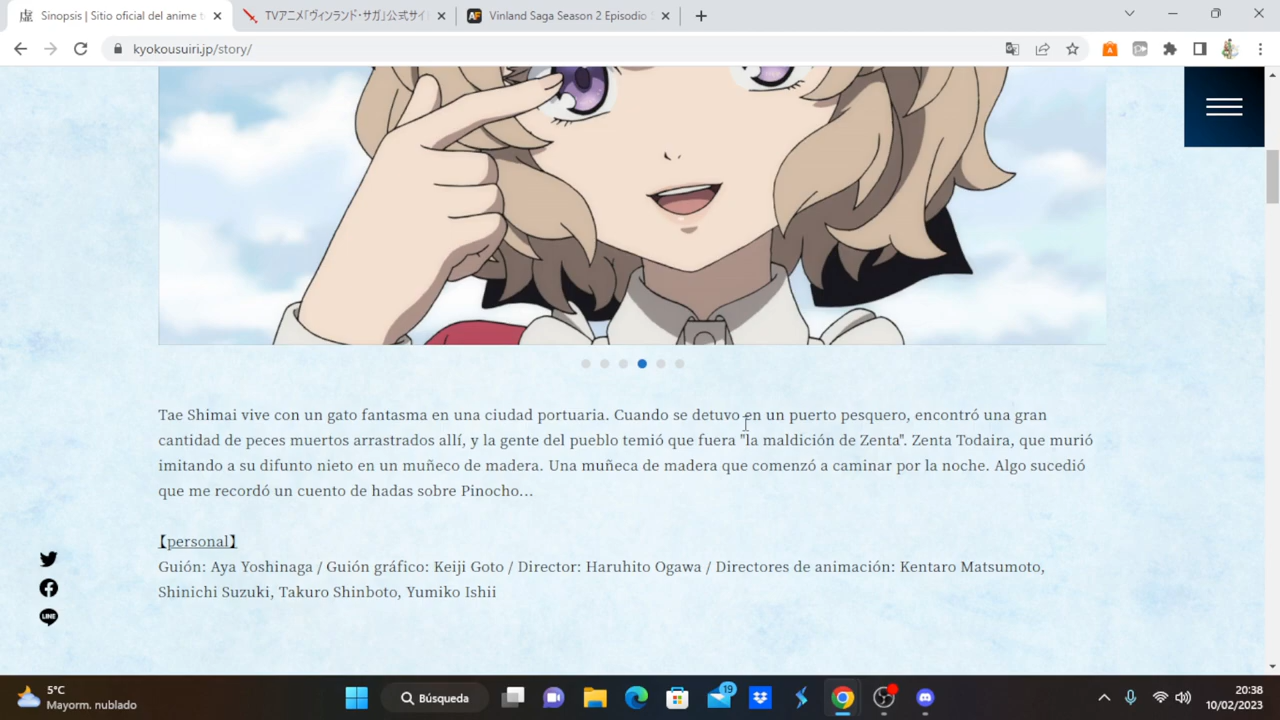 Sinopsis | Sitio oficial del anime t
TVアニメ「ヴィンランド・サガ」公式サイト
Vinland Saga Season 2 Episodio
kyokousuiri.jp/story/
Tae Shimai vive con un gato fantasma en una ciudad portuaria. Cuando se detuvo en un puerto pesquero, encontró una gran
cantidad de peces muertos arrastrados allí, y la gente del pueblo temió que fuera "la maldición de Zenta". Zenta Todaira, que murió
imitando a su difunto nieto en un muñeco de madera. Una muñeca de madera que comenzó a caminar por la noche. Algo sucedió
que me recordó un cuento de hadas sobre Pinocho...
【personal】
Guión: Aya Yoshinaga / Guión gráfico: Keiji Goto / Director: Haruhito Ogawa / Directores de animación: Kentaro Matsumoto,
Shinichi Suzuki, Takuro Shinboto, Yumiko Ishii
LINE
5°C
Mayorm. nublado
Búsqueda
19
20:38
10/02/2023